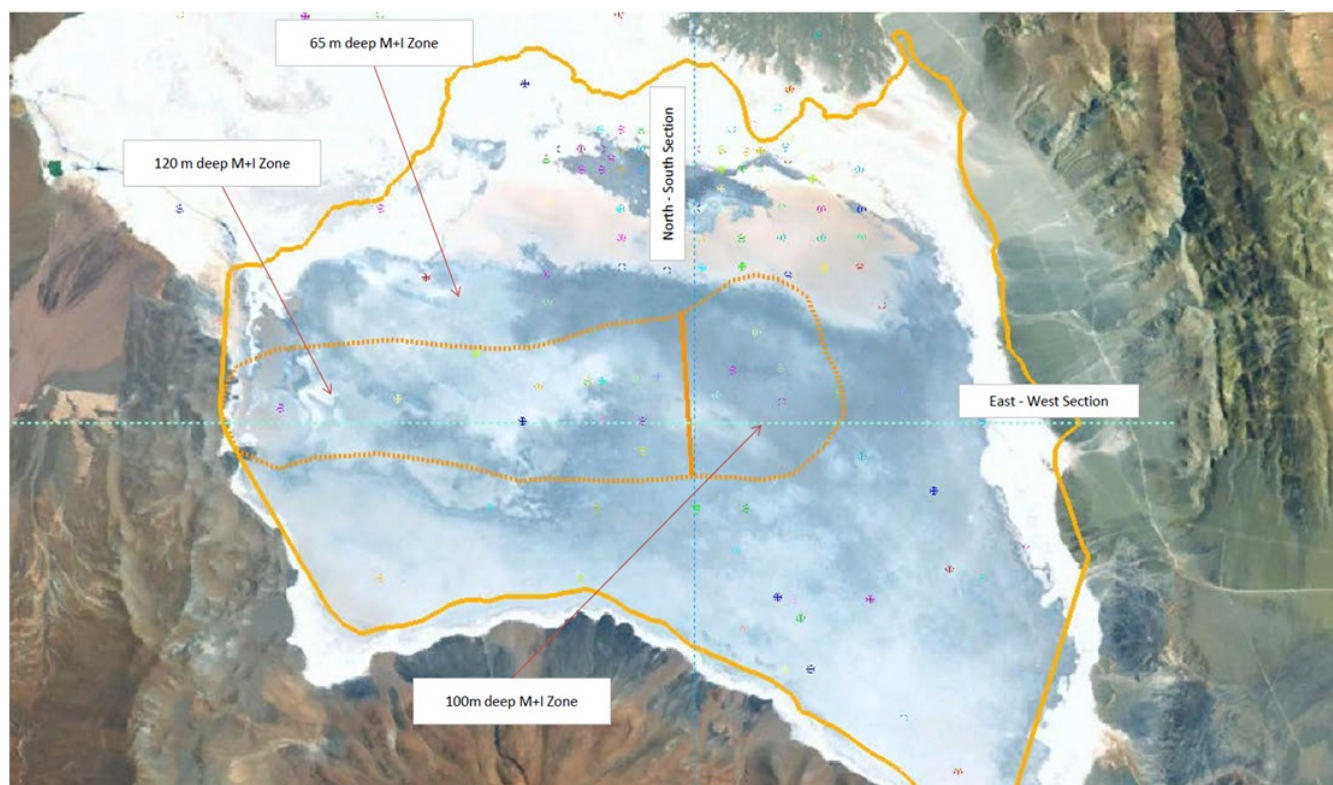 65 m deep M+I Zone
North - South Section
120 m deep M+I Zone
East - West Section
100m deep M+I Zone